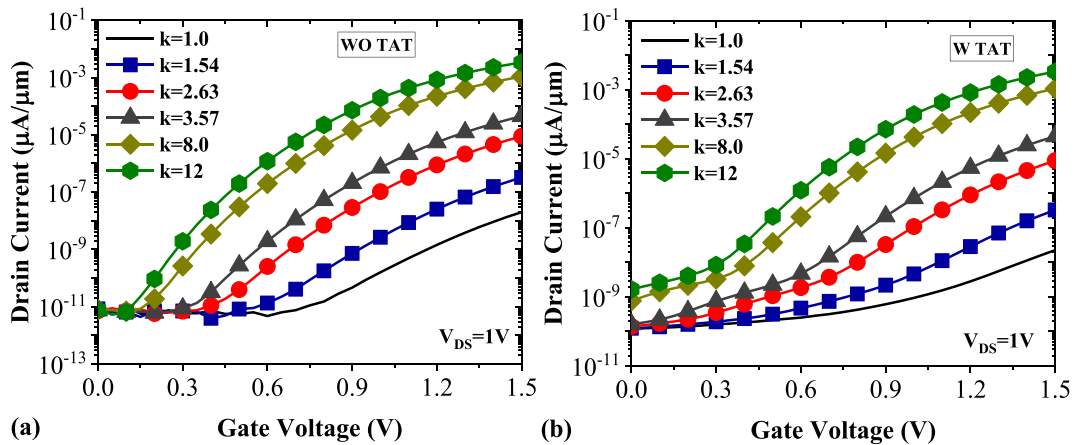 10⁻¹
10⁻³
10⁻⁵
10⁻⁷
10⁻⁹
10⁻¹¹
10⁻¹³
Drain Current (μA/μm)
k=1.0
k=1.54
k=2.63
k=3.57
k=8.0
k=12
WO TAT
V_DS=1V
0.0 0.3 0.6 0.9 1.2 1.5
(a) Gate Voltage (V)
10⁻¹
10⁻³
10⁻⁵
10⁻⁷
10⁻⁹
10⁻¹¹
Drain Current (μA/μm)
k=1.0
k=1.54
k=2.63
k=3.57
k=8.0
k=12
W TAT
V_DS=1V
0.0 0.3 0.6 0.9 1.2 1.5
(b) Gate Voltage (V)